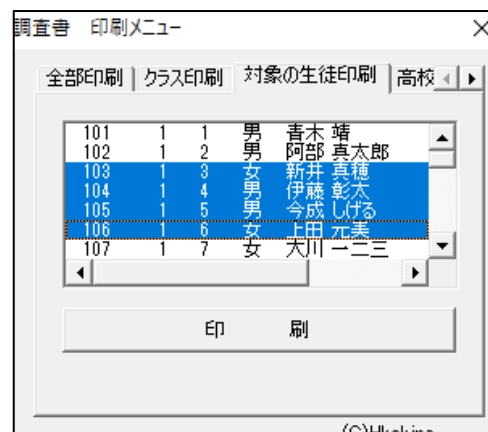 調査書 印刷メニュー
全部印刷 クラス印刷 対象の生徒印刷 高校
101 1 1 男 青木 靖
102 1 2 男 阿部 真太郎
103 1 3 女 新井 真穂
104 1 4 男 伊藤 彰太
105 1 5 男 今成 しげる
106 1 6 女 上田 元美
107 1 7 女 大川 一二三
印 刷